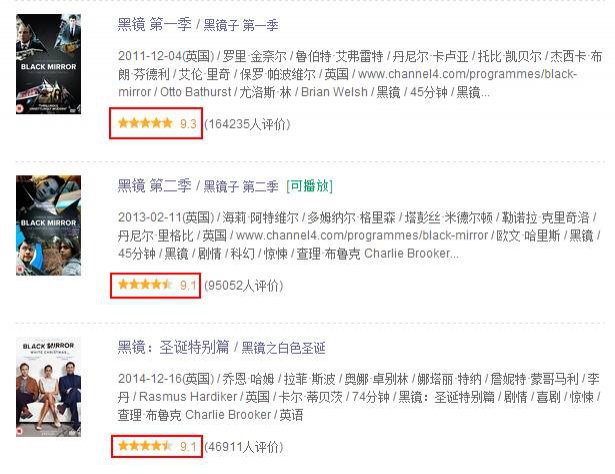 黑镜 第一季 / 黑镜子 第一季
2011-12-04(英国) / 罗里·金奈尔 / 鲁伯特·艾弗雷特 / 丹尼尔·卡卢亚 / 托比·凯贝尔 / 杰西卡·布
朗·芬德利 / 艾伦·里奇 / 保罗·帕波维尔 / 英国 / www.channel4.com/programmes/black-
mirror / Otto Bathurst / 尤洛斯·林 / Brian Welsh / 黑镜 / 45分钟 / 黑镜...
BLACK MIRROR
9.3 (164235人评价)
黑镜 第二季 / 黑镜子 第二季 [可播放]
2013-02-11(英国) / 海莉·阿特维尔 / 多姆纳尔·格里森 / 塔彭丝·米德尔顿 / 勒诺拉·克里奇洛 /
丹尼尔·里格比 / 英国 / www.channel4.com/programmes/black-mirror / 欧文·哈里斯 / 黑镜 /
45分钟 / 黑镜 / 剧情 / 科幻 / 惊悚 / 查理·布鲁克 Charlie Brooker...
BLACK MIRROR
9.1 (95052人评价)
黑镜：圣诞特别篇 / 黑镜之白色圣诞
BLACK MIRROR
WHITE CHRISTMAS
2014-12-16(英国) / 乔恩·哈姆 / 拉菲·斯波 / 奥娜·卓别林 / 娜塔丽·特纳 / 詹妮特·蒙哥马利 / 李
丹 / Rasmus Hardiker / 英国 / 卡尔·蒂贝茨 / 74分钟 / 黑镜：圣诞特别篇 / 剧情 / 喜剧 / 惊悚 /
查理·布鲁克 Charlie Brooker / 英语
9.1 (46911人评价)